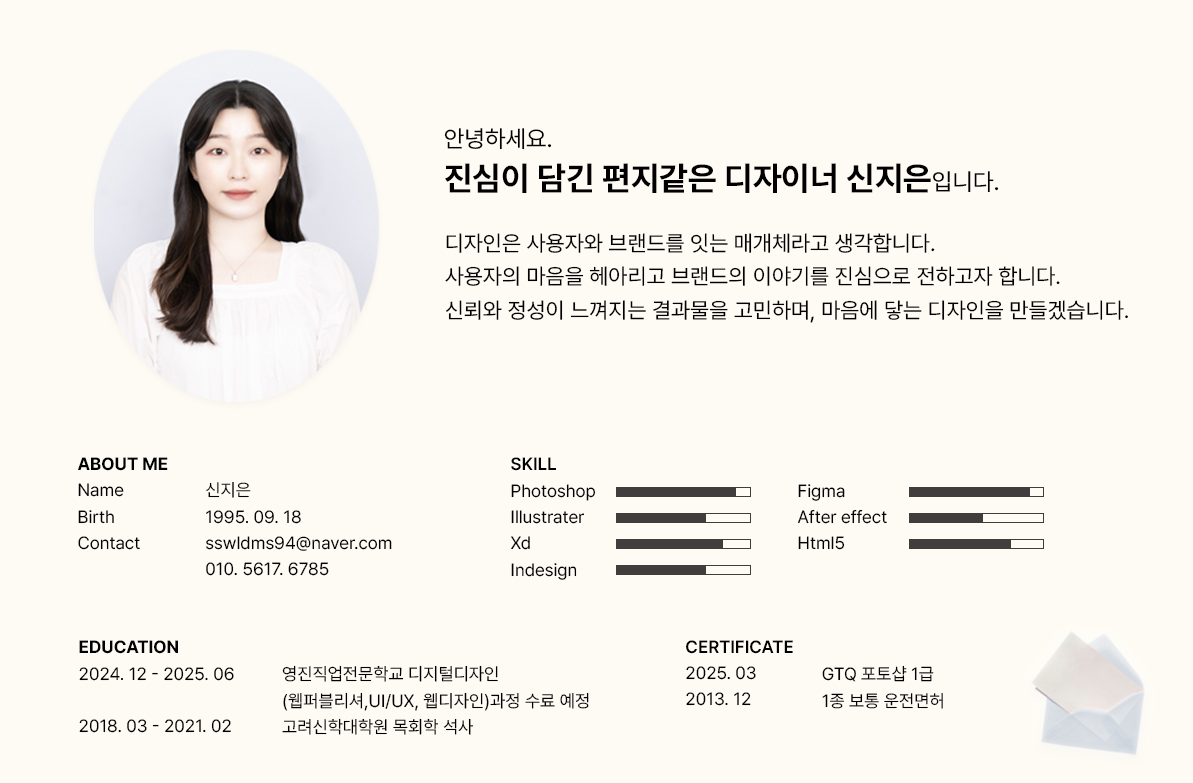 안녕하세요.
진심이 담긴 편지같은 디자이너 신지은입니다.
디자인은 사용자와 브랜드를 잇는 매개체라고 생각합니다.
사용자의 마음을 헤아리고 브랜드의 이야기를 진심으로 전하고자 합니다.
신뢰와 정성이 느껴지는 결과물을 고민하며, 마음에 닿는 디자인을 만들겠습니다.
ABOUT ME
Name 신지은
Birth 1995. 09. 18
Contact sswldms94@naver.com
010. 5617. 6785
SKILL
Photoshop
Illustrater
Xd
Indesign
Figma
After effect
Html5
EDUCATION
2024. 12 - 2025. 06 영진직업전문학교 디지털디자인
(웹퍼블리셔,UI/UX, 웹디자인)과정 수료 예정
2018. 03 - 2021. 02 고려신학대학원 목회학 석사
CERTIFICATE
2025. 03 GTQ 포토샵 1급
2013. 12 1종 보통 운전면허